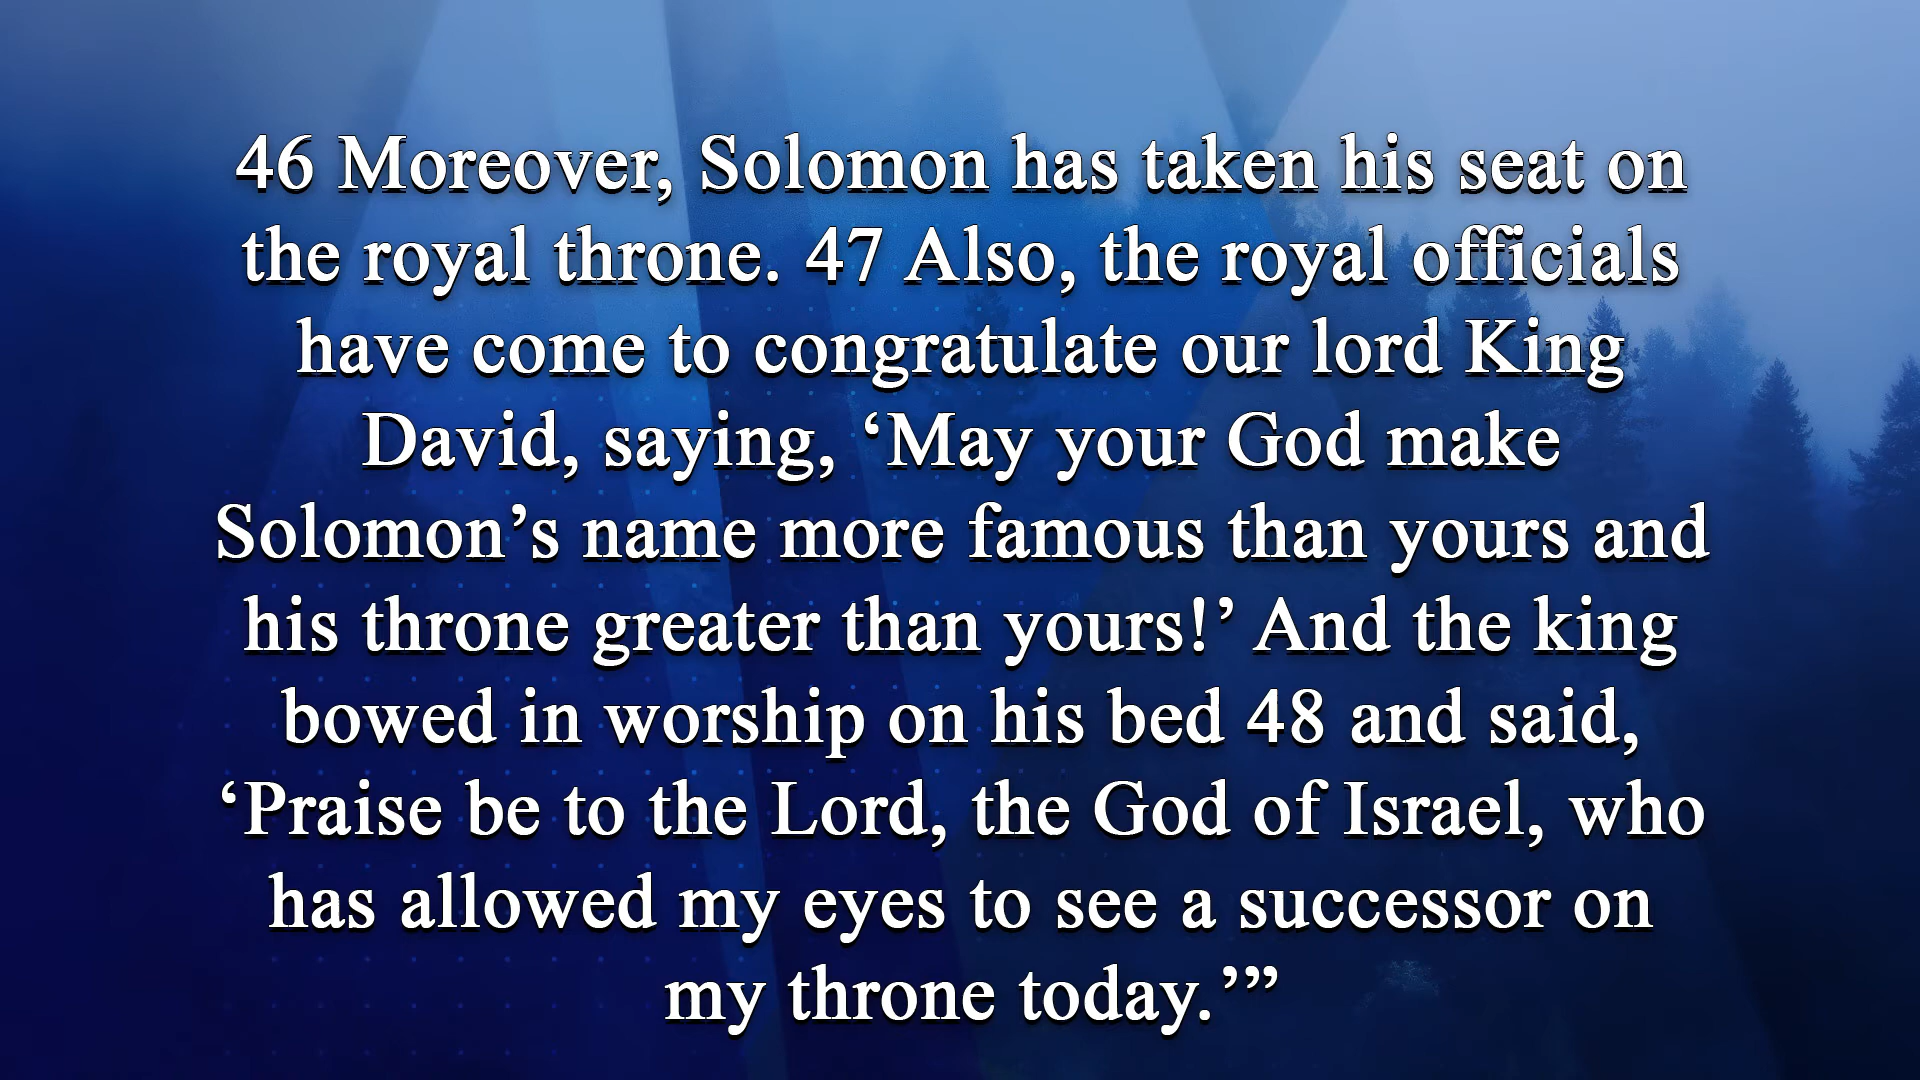 46 Moreover, Solomon has taken his seat on
the royal throne. 47 Also, the royal officials
have come to congratulate our lord King
David, saying, ‘May your God make
Solomon’s name more famous than yours and
his throne greater than yours!’ And the king
bowed in worship on his bed 48 and said,
‘Praise be to the Lord, the God of Israel, who
has allowed my eyes to see a successor on
my throne today.’”